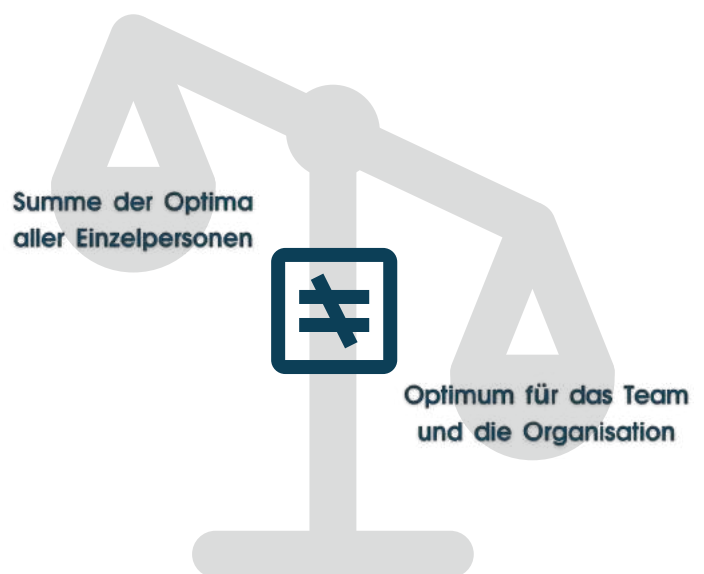 Summe der Optima
aller Einzelpersonen
≠
Optimum für das Team
und die Organisation